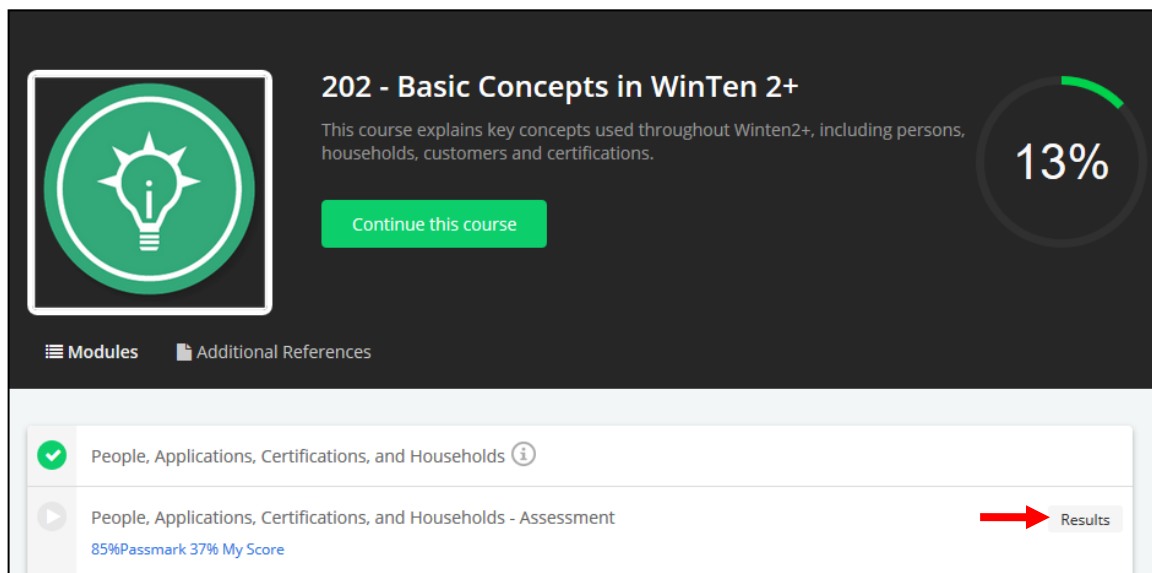 202 - Basic Concepts in WinTen 2+
This course explains key concepts used throughout Winten2+, including persons,
households, customers and certifications.
13%
Continue this course
Modules Additional References
People, Applications, Certifications, and Households
People, Applications, Certifications, and Households - Assessment
Results
85%Passmark 37% My Score